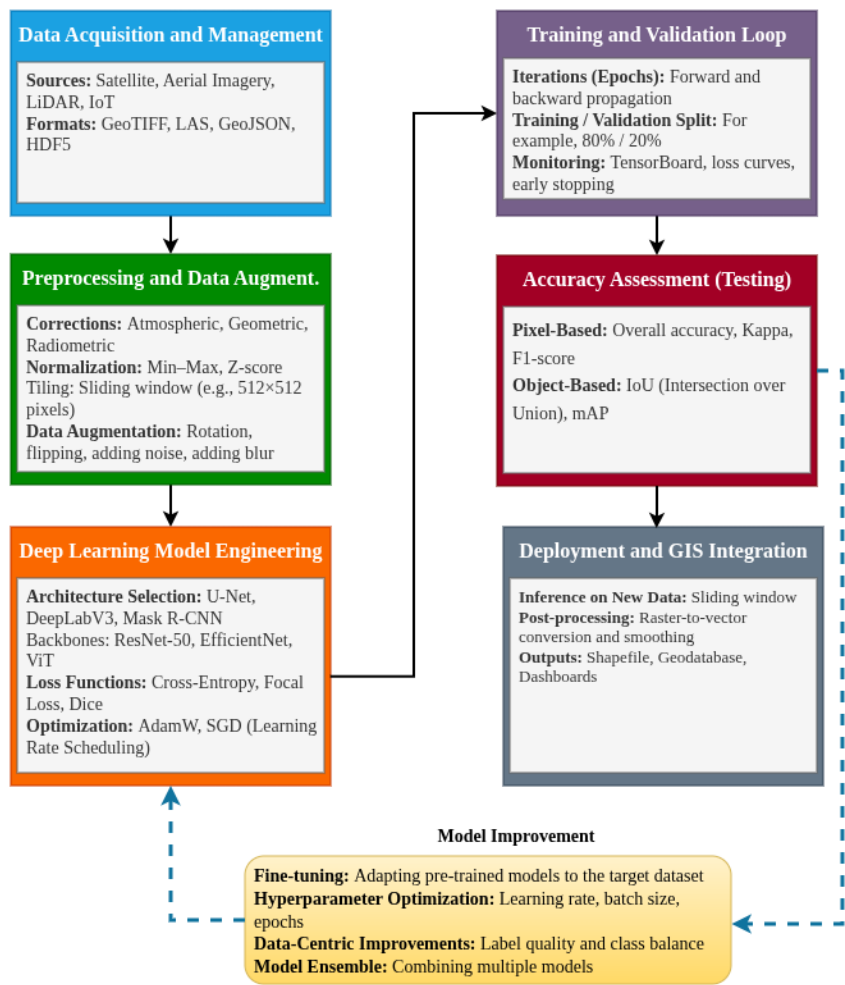 Data Acquisition and Management
Sources: Satellite, Aerial Imagery,
LiDAR, IoT
Formats: GeoTIFF, LAS, GeoJSON,
HDF5
Preprocessing and Data Augment.
Corrections: Atmospheric, Geometric,
Radiometric
Normalization: Min–Max, Z-score
Tiling: Sliding window (e.g., 512×512
pixels)
Data Augmentation: Rotation,
flipping, adding noise, adding blur
Deep Learning Model Engineering
Architecture Selection: U-Net,
DeepLabV3, Mask R-CNN
Backbones: ResNet-50, EfficientNet,
ViT
Loss Functions: Cross-Entropy, Focal
Loss, Dice
Optimization: AdamW, SGD (Learning
Rate Scheduling)
Training and Validation Loop
Iterations (Epochs): Forward and
backward propagation
Training / Validation Split: For
example, 80% / 20%
Monitoring: TensorBoard, loss curves,
early stopping
Accuracy Assessment (Testing)
Pixel-Based: Overall accuracy, Kappa,
F1-score
Object-Based: IoU (Intersection over
Union), mAP
Deployment and GIS Integration
Inference on New Data: Sliding window
Post-processing: Raster-to-vector
conversion and smoothing
Outputs: Shapefile, Geodatabase,
Dashboards
Model Improvement
Fine-tuning: Adapting pre-trained models to the target dataset
Hyperparameter Optimization: Learning rate, batch size,
epochs
Data-Centric Improvements: Label quality and class balance
Model Ensemble: Combining multiple models